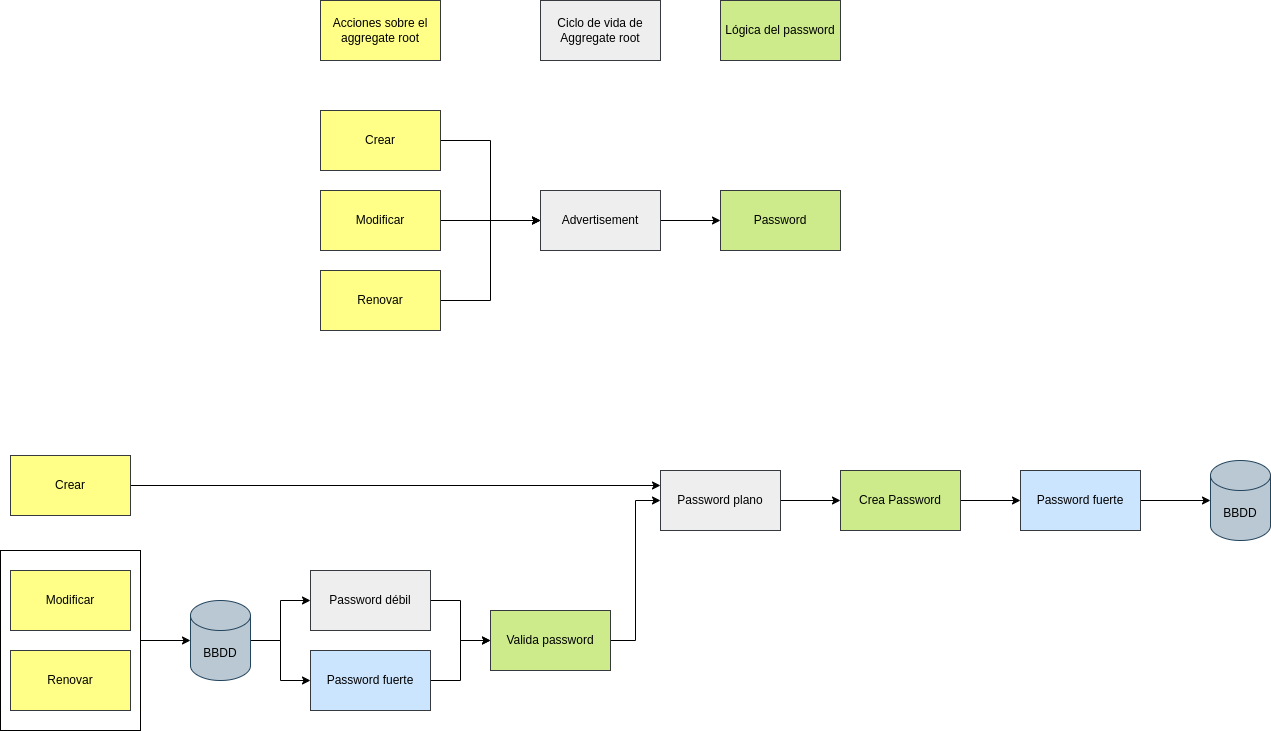 Acciones sobre el
aggregate root
Ciclo de vida de
Aggregate root
Lógica del password
Crear
Modificar
Advertisement
Password
Renovar
Crear
Password plano
Crea Password
Password fuerte
BBDD
Modificar
Password débil
BBDD
Valida password
Renovar
Password fuerte